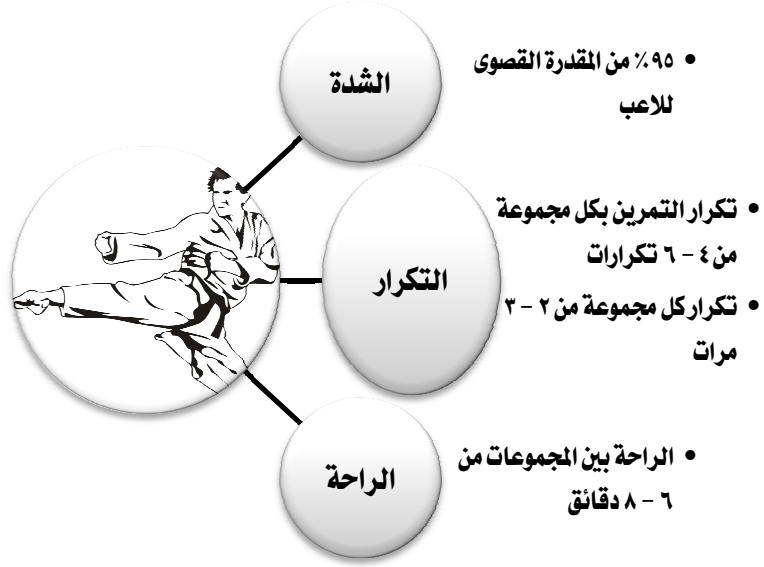 الشدة
• ٩٥٪ من المقدرة القصوى
للاعب
التكرار
• تكرار التمرين بكل مجموعة
من ٤ - ٦ تكرارات
• تكرار كل مجموعة من ٢ - ٣
مرات
الراحة
• الراحة بين المجموعات من
٦ - ٨ دقائق